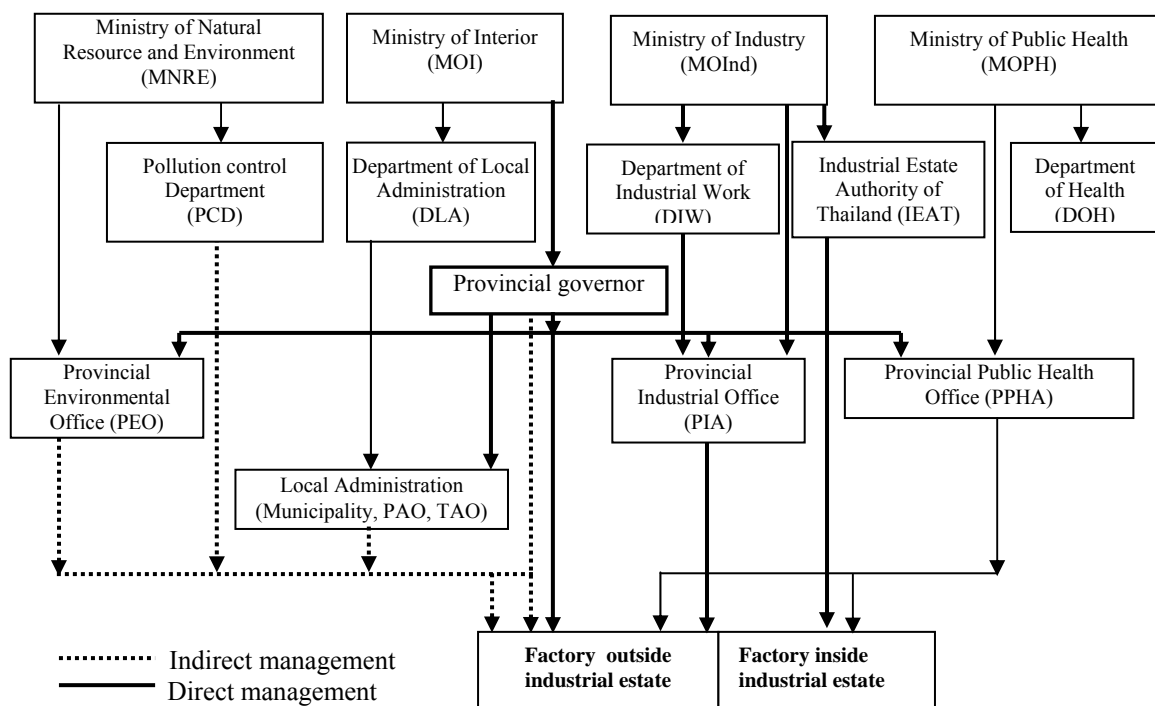 Ministry of Natural
Resource and Environment
(MNRE)
Ministry of Interior
(MOI)
Ministry of Industry
(MOInd)
Ministry of Public Health
(MOPH)
Pollution control
Department
(PCD)
Department of Local
Administration
(DLA)
Department of
Industrial Work
(DIW)
Industrial Estate
Authority of
Thailand (IEAT)
Department
of Health
(DOH)
Provincial governor
Provincial
Environmental
Office (PEO)
Provincial
Industrial Office
(PIA)
Provincial Public Health
Office (PPHA)
Local Administration
(Municipality, PAO, TAO)
Factory outside
industrial estate
Factory inside
industrial estate
Indirect management
Direct management